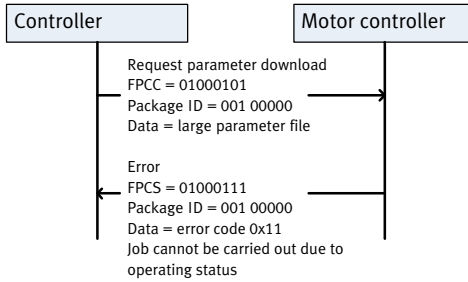 Controller
Motor controller
Request parameter download
FPCC = 01000101
Package ID = 001 00000
Data = large parameter file
Error
FPCS = 01000111
Package ID = 001 00000
Data = error code 0x11
Job cannot be carried out due to
operating status